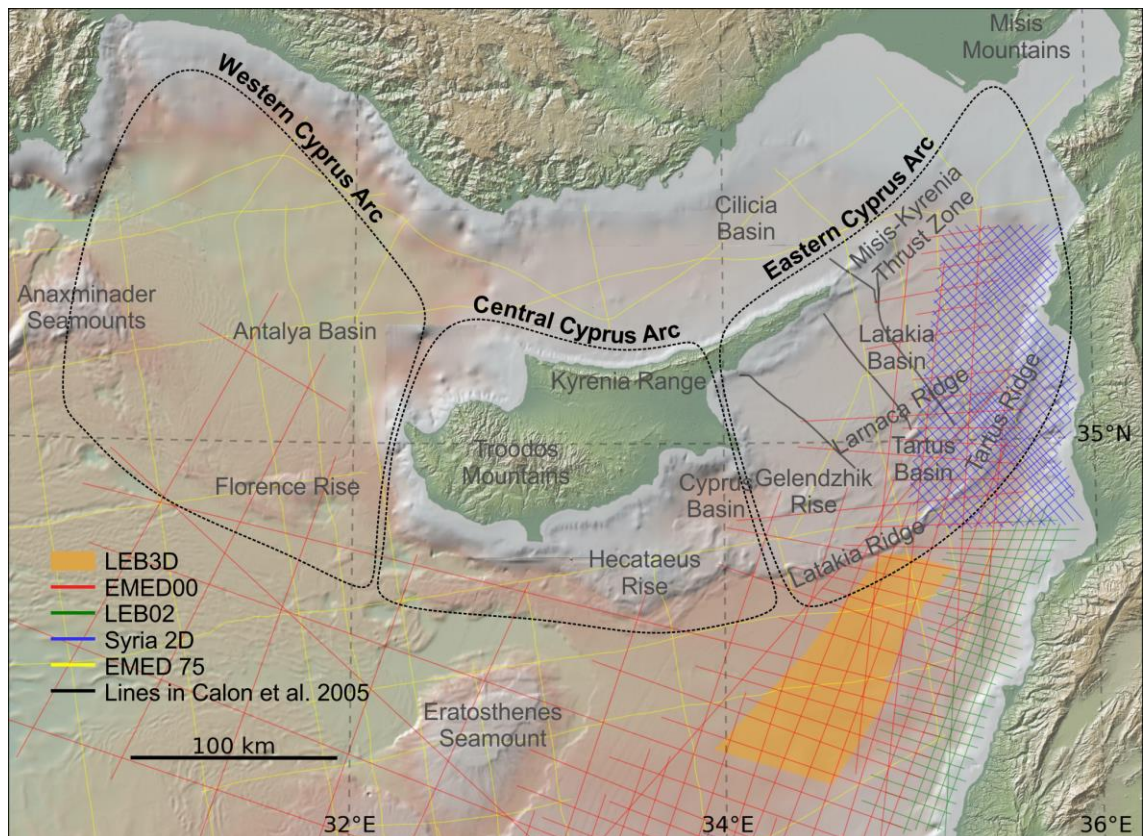 Misis
Mountains
Western Cyprus Arc
Cilicia
Basin
Eastern Cyprus Arc
Misis-Kyrenia
Thrust Zone
Anaxminader
Seamounts
Antalya Basin
Central Cyprus Arc
Latakia
Basin
Kyrenia Range
Larnaca Ridge
Tartus Ridge
35°N
Troodos
Mountains
Tartus
Basin
Florence Rise
Cyprus
Basin
Gelendzhik
Rise
Hecataeus
Rise
Latakia Ridge
LEB3D
EMED00
LEB02
Syria 2D
EMED 75
Lines in Calon et al. 2005
Eratosthenes
Seamount
100 km
32°E
34°E
36°E